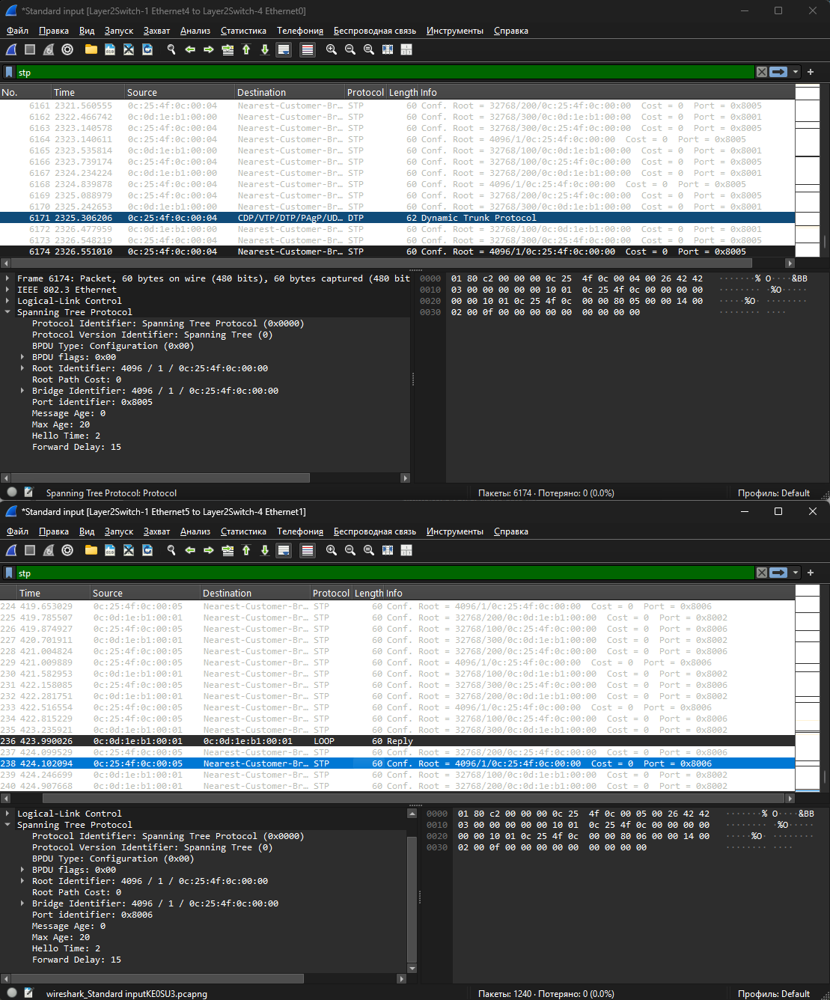 *Standard input [Layer2Switch-1 Ethernet4 to Layer2Switch-4 Ethernet0]
Файл Правка Вид Запуск Захват Анализ Статистика Телефония Беспроводная связь Инструменты Справка
stp
No. Time Source Destination Protocol Length Info
6161 2321.560555 0c:25:4f:0c:00:04 Nearest-Customer-Br… STP 60 Conf. Root = 32768/200/0c:25:4f:0c:00:00 Cost = 0 Port = 0x8005
6162 2322.466742 0c:0d:1e:b1:00:00 Nearest-Customer-Br… STP 60 Conf. Root = 32768/300/0c:0d:1e:b1:00:00 Cost = 0 Port = 0x8001
6163 2323.140578 0c:25:4f:0c:00:04 Nearest-Customer-Br… STP 60 Conf. Root = 32768/300/0c:25:4f:0c:00:00 Cost = 0 Port = 0x8005
6164 2323.140611 0c:25:4f:0c:00:04 Nearest-Customer-Br… STP 60 Conf. Root = 4096/1/0c:25:4f:0c:00:00 Cost = 0 Port = 0x8005
6165 2323.535814 0c:0d:1e:b1:00:00 Nearest-Customer-Br… STP 60 Conf. Root = 32768/100/0c:0d:1e:b1:00:00 Cost = 0 Port = 0x8001
6166 2323.739174 0c:25:4f:0c:00:04 Nearest-Customer-Br… STP 60 Conf. Root = 32768/100/0c:25:4f:0c:00:00 Cost = 0 Port = 0x8005
6167 2324.234224 0c:0d:1e:b1:00:00 Nearest-Customer-Br… STP 60 Conf. Root = 32768/200/0c:0d:1e:b1:00:00 Cost = 0 Port = 0x8001
6168 2324.839878 0c:25:4f:0c:00:04 Nearest-Customer-Br… STP 60 Conf. Root = 4096/1/0c:25:4f:0c:00:00 Cost = 0 Port = 0x8005
6169 2325.088979 0c:25:4f:0c:00:04 Nearest-Customer-Br… STP 60 Conf. Root = 32768/200/0c:25:4f:0c:00:00 Cost = 0 Port = 0x8005
6170 2325.242653 0c:0d:1e:b1:00:00 Nearest-Customer-Br… STP 60 Conf. Root = 32768/300/0c:0d:1e:b1:00:00 Cost = 0 Port = 0x8001
6171 2325.306206 0c:25:4f:0c:00:04 CDP/VTP/DTP/PAgP/UD… DTP 62 Dynamic Trunk Protocol
6172 2326.477959 0c:0d:1e:b1:00:00 Nearest-Customer-Br… STP 60 Conf. Root = 32768/100/0c:0d:1e:b1:00:00 Cost = 0 Port = 0x8001
6173 2326.548219 0c:25:4f:0c:00:04 Nearest-Customer-Br… STP 60 Conf. Root = 32768/300/0c:25:4f:0c:00:00 Cost = 0 Port = 0x8005
6174 2326.551010 0c:25:4f:0c:00:04 Nearest-Customer-Br… STP 60 Conf. Root = 4096/1/0c:25:4f:0c:00:00 Cost = 0 Port = 0x8005
Frame 6174: Packet, 60 bytes on wire (480 bits), 60 bytes captured (480 bit
IEEE 802.3 Ethernet
Logical-Link Control
Spanning Tree Protocol
Protocol Identifier: Spanning Tree Protocol (0x0000)
Protocol Version Identifier: Spanning Tree (0)
BPDU Type: Configuration (0x00)
BPDU flags: 0x00
Root Identifier: 4096 / 1 / 0c:25:4f:0c:00:00
Root Path Cost: 0
Bridge Identifier: 4096 / 1 / 0c:25:4f:0c:00:00
Port identifier: 0x8005
Message Age: 0
Max Age: 20
Hello Time: 2
Forward Delay: 15
0000 01 80 c2 00 00 00 0c 25 4f 0c 00 04 00 26 42 42 ·······% O····&BB
0010 03 00 00 00 00 00 10 01 0c 25 4f 0c 00 00 00 00 ········ ·%O·····
0020 00 00 10 01 0c 25 4f 0c 00 00 80 05 00 00 14 00 ·····%O· ········
0030 02 00 0f 00 00 00 00 00 00 00 00 00 ········ ····
Spanning Tree Protocol: Protocol Пакеты: 6174 · Потеряно: 0 (0.0%) Профиль: Default
*Standard input [Layer2Switch-1 Ethernet5 to Layer2Switch-4 Ethernet1]
Файл Правка Вид Запуск Захват Анализ Статистика Телефония Беспроводная связь Инструменты Справка
stp
Time Source Destination Protocol Length Info
224 419.653029 0c:25:4f:0c:00:05 Nearest-Customer-Br… STP 60 Conf. Root = 4096/1/0c:25:4f:0c:00:00 Cost = 0 Port = 0x8006
225 419.785507 0c:0d:1e:b1:00:01 Nearest-Customer-Br… STP 60 Conf. Root = 32768/200/0c:0d:1e:b1:00:00 Cost = 0 Port = 0x8002
226 419.874927 0c:25:4f:0c:00:05 Nearest-Customer-Br… STP 60 Conf. Root = 32768/100/0c:25:4f:0c:00:00 Cost = 0 Port = 0x8006
227 420.701911 0c:0d:1e:b1:00:01 Nearest-Customer-Br… STP 60 Conf. Root = 32768/300/0c:0d:1e:b1:00:00 Cost = 0 Port = 0x8002
228 421.004824 0c:25:4f:0c:00:05 Nearest-Customer-Br… STP 60 Conf. Root = 32768/200/0c:25:4f:0c:00:00 Cost = 0 Port = 0x8006
229 421.009889 0c:25:4f:0c:00:05 Nearest-Customer-Br… STP 60 Conf. Root = 4096/1/0c:25:4f:0c:00:00 Cost = 0 Port = 0x8006
230 421.582953 0c:0d:1e:b1:00:01 Nearest-Customer-Br… STP 60 Conf. Root = 32768/100/0c:0d:1e:b1:00:00 Cost = 0 Port = 0x8002
231 422.158085 0c:25:4f:0c:00:05 Nearest-Customer-Br… STP 60 Conf. Root = 32768/300/0c:25:4f:0c:00:00 Cost = 0 Port = 0x8006
232 422.281751 0c:0d:1e:b1:00:01 Nearest-Customer-Br… STP 60 Conf. Root = 32768/200/0c:0d:1e:b1:00:00 Cost = 0 Port = 0x8002
233 422.516554 0c:25:4f:0c:00:05 Nearest-Customer-Br… STP 60 Conf. Root = 4096/1/0c:25:4f:0c:00:00 Cost = 0 Port = 0x8006
234 422.815229 0c:25:4f:0c:00:05 Nearest-Customer-Br… STP 60 Conf. Root = 32768/100/0c:25:4f:0c:00:00 Cost = 0 Port = 0x8006
235 423.235921 0c:0d:1e:b1:00:01 Nearest-Customer-Br… STP 60 Conf. Root = 32768/300/0c:0d:1e:b1:00:00 Cost = 0 Port = 0x8002
236 423.990026 0c:0d:1e:b1:00:01 0c:0d:1e:b1:00:01 LOOP 60 Reply
237 424.099529 0c:25:4f:0c:00:05 Nearest-Customer-Br… STP 60 Conf. Root = 32768/200/0c:25:4f:0c:00:00 Cost = 0 Port = 0x8006
238 424.102094 0c:25:4f:0c:00:05 Nearest-Customer-Br… STP 60 Conf. Root = 4096/1/0c:25:4f:0c:00:00 Cost = 0 Port = 0x8006
239 424.246699 0c:0d:1e:b1:00:01 Nearest-Customer-Br… STP 60 Conf. Root = 32768/100/0c:0d:1e:b1:00:00 Cost = 0 Port = 0x8002
240 424.907668 0c:0d:1e:b1:00:01 Nearest-Customer-Br… STP 60 Conf. Root = 32768/200/0c:0d:1e:b1:00:00 Cost = 0 Port = 0x8002
Logical-Link Control
Spanning Tree Protocol
Protocol Identifier: Spanning Tree Protocol (0x0000)
Protocol Version Identifier: Spanning Tree (0)
BPDU Type: Configuration (0x00)
BPDU flags: 0x00
Root Identifier: 4096 / 1 / 0c:25:4f:0c:00:00
Root Path Cost: 0
Bridge Identifier: 4096 / 1 / 0c:25:4f:0c:00:00
Port identifier: 0x8006
Message Age: 0
Max Age: 20
Hello Time: 2
Forward Delay: 15
0000 01 80 c2 00 00 00 0c 25 4f 0c 00 05 00 26 42 42 ·······% O····&BB
0010 03 00 00 00 00 00 10 01 0c 25 4f 0c 00 00 00 00 ········ ·%O·····
0020 00 00 10 01 0c 25 4f 0c 00 00 80 06 00 00 14 00 ·····%O· ········
0030 02 00 0f 00 00 00 00 00 00 00 00 00 ········ ····
wireshark_Standard inputKE0SU3.pcapng Пакеты: 1240 · Потеряно: 0 (0.0%) Профиль: Default